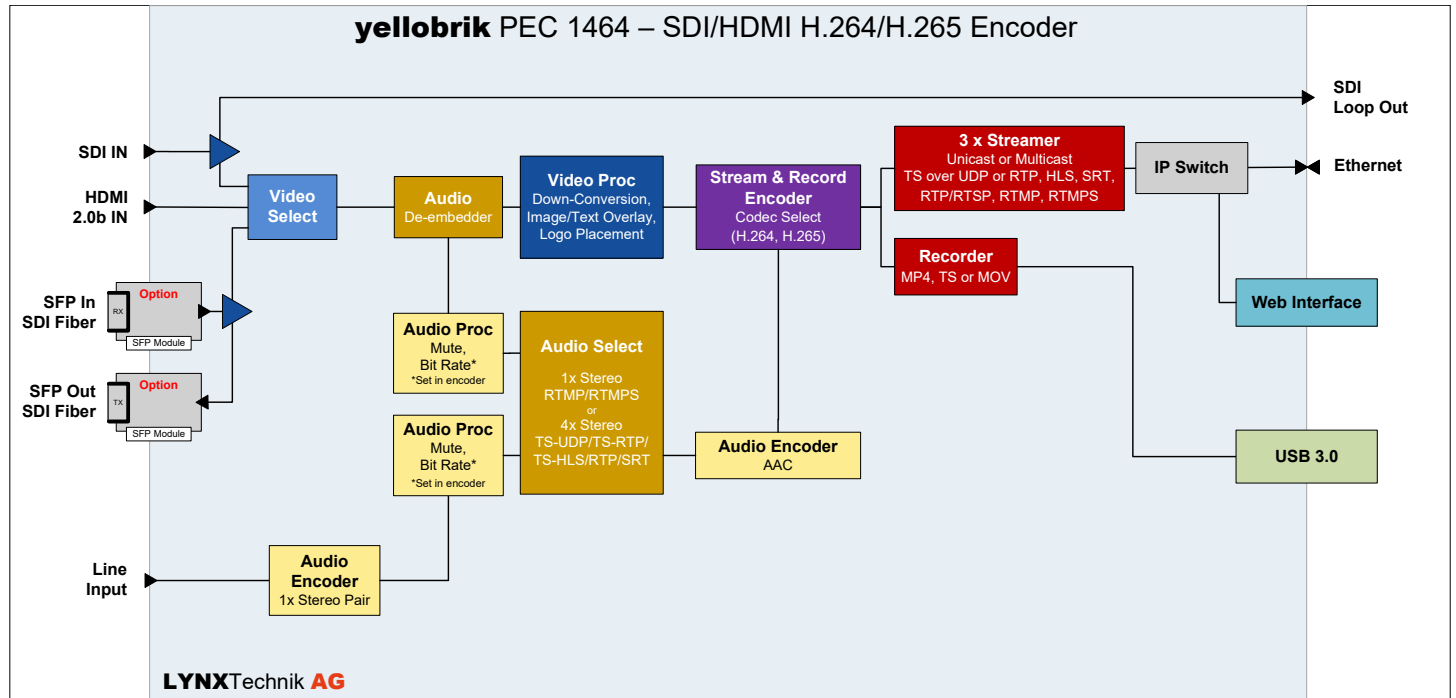 yellobrik PEC 1464 – SDI/HDMI H.264/H.265 Encoder
SDI
Loop Out
SDI IN
HDMI
2.0b IN
Video
Select
Audio
De-embedder
Video Proc
Down-Conversion,
Image/Text Overlay,
Logo Placement
Stream & Record
Encoder
Codec Select
(H.264, H.265)
3 x Streamer
Unicast or Multicast
TS over UDP or RTP, HLS, SRT,
RTP/RTSP, RTMP, RTMPS
IP Switch
Ethernet
Recorder
MP4, TS or MOV
Web Interface
SFP In
SDI Fiber
Option
RX
SFP Module
SFP Out
SDI Fiber
Option
TX
SFP Module
Audio Proc
Mute,
Bit Rate*
*Set in encoder
Audio Proc
Mute,
Bit Rate*
*Set in encoder
Audio Select
1x Stereo
RTMP/RTMPS
or
4x Stereo
TS-UDP/TS-RTP/
TS-HLS/RTP/SRT
Audio Encoder
AAC
USB 3.0
Line
Input
Audio
Encoder
1x Stereo Pair
LYNXTechnik AG